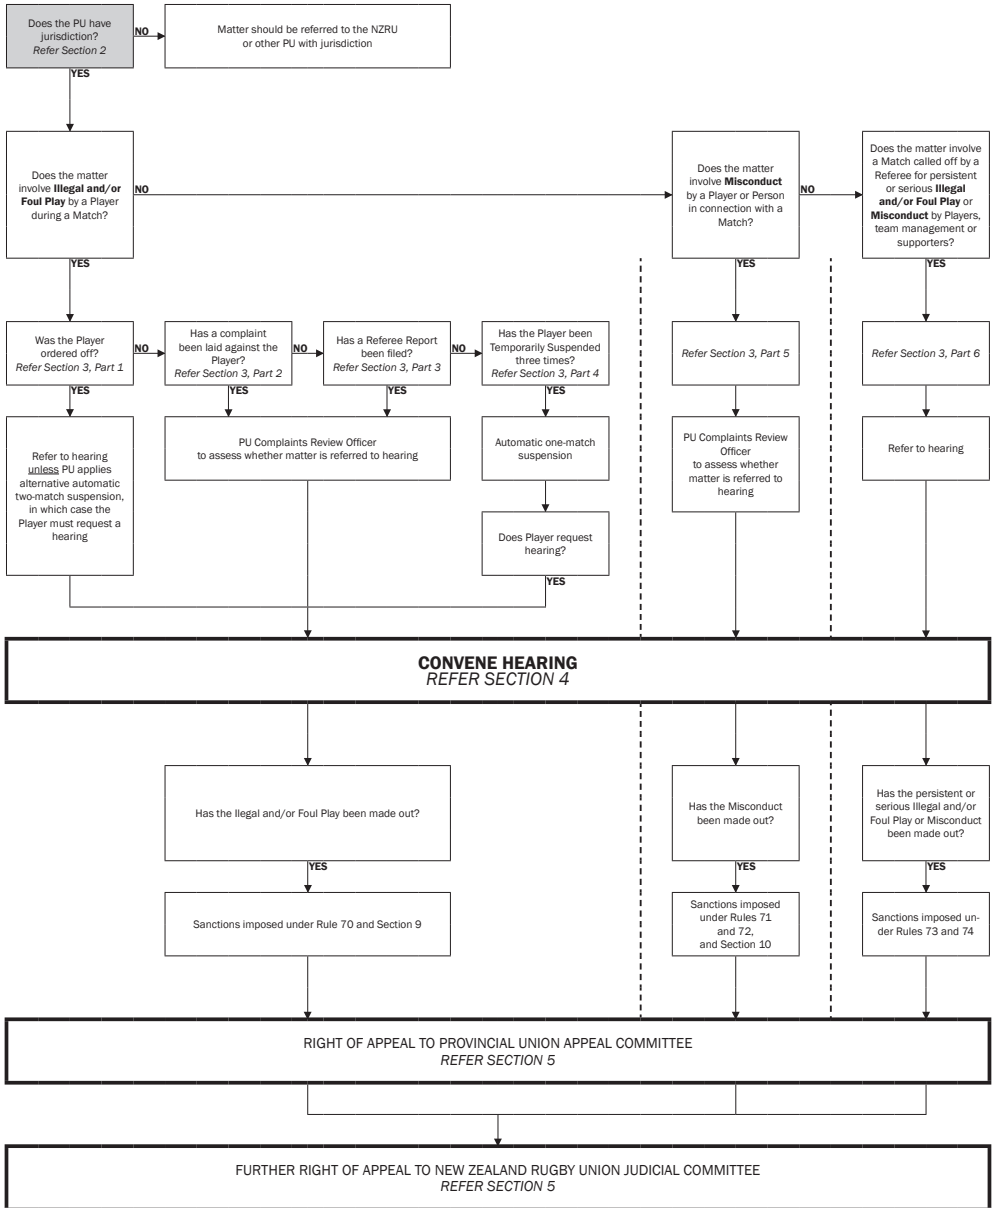 Does the PU have
jurisdiction?
Refer Section 2
NO
Matter should be referred to the NZRU
or other PU with jurisdiction
YES
Does the matter
involve Illegal and/or
Foul Play by a Player
during a Match?
NO
Does the matter
involve Misconduct
by a Player or Person
in connection with a
Match?
NO
Does the matter involve
a Match called off by a
Referee for persistent
or serious Illegal
and/or Foul Play or
Misconduct by Players,
team management or
supporters?
YES
YES
YES
Was the Player
ordered off?
Refer Section 3, Part 1
NO
Has a complaint
been laid against the
Player?
Refer Section 3, Part 2
NO
Has a Referee Report
been filed?
Refer Section 3, Part 3
NO
Has the Player been
Temporarily Suspended
three times?
Refer Section 3, Part 4
Refer Section 3, Part 5
Refer Section 3, Part 6
YES
YES
YES
YES
Refer to hearing
unless PU applies
alternative automatic
two-match suspension,
in which case the
Player must request a
hearing
PU Complaints Review Officer
to assess whether matter is referred to hearing
Automatic one-match
suspension
PU Complaints Review
Officer
to assess whether
matter is referred to
hearing
Refer to hearing
Does Player request
hearing?
YES
CONVENE HEARING
REFER SECTION 4
Has the Ilegal and/or Foul Play been made out?
Has the Misconduct
been made out?
Has the persistent or
serious Illegal and/or
Foul Play or Misconduct
been made out?
YES
YES
YES
Sanctions imposed under Rule 70 and Section 9
Sanctions imposed
under Rules 71
and 72,
and Section 10
Sanctions imposed un-
der Rules 73 and 74
RIGHT OF APPEAL TO PROVINCIAL UNION APPEAL COMMITTEE
REFER SECTION 5
FURTHER RIGHT OF APPEAL TO NEW ZEALAND RUGBY UNION JUDICIAL COMMITTEE
REFER SECTION 5